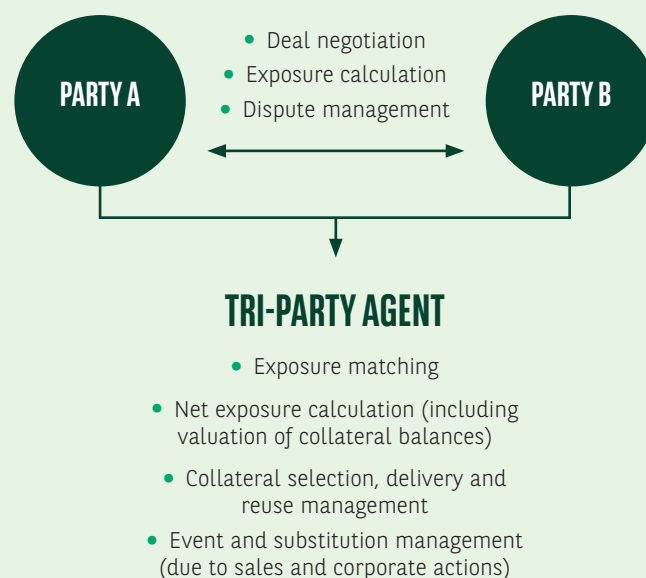 PARTY A
• Deal negotiation
• Exposure calculation
• Dispute management
PARTY B
TRI-PARTY AGENT
• Exposure matching
• Net exposure calculation (including
valuation of collateral balances)
• Collateral selection, delivery and
reuse management
• Event and substitution management
(due to sales and corporate actions)